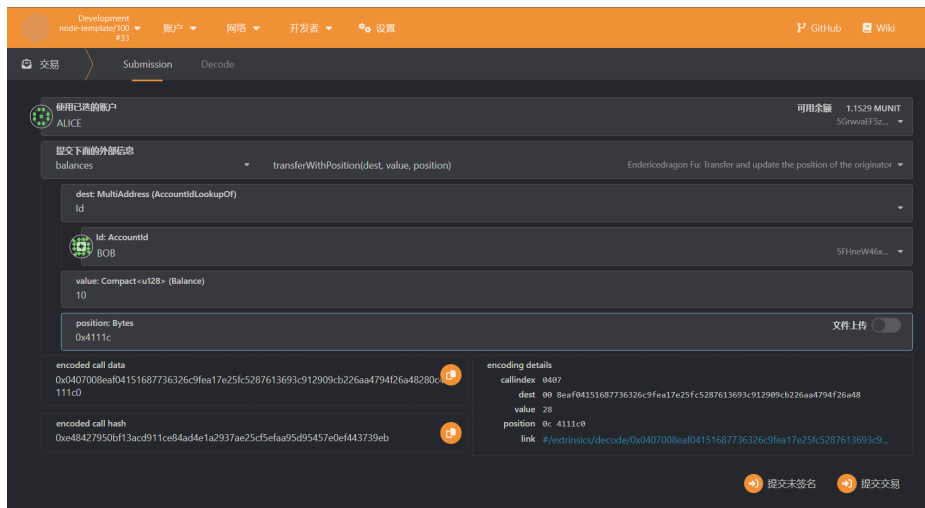 Development
node-template/100
#33
账户
网络
开发者
设置
GitHub
Wiki
交易
Submission
Decode
使用已选的账户
ALICE
可用余额 1.1529 MUNIT
5GrwvaEF5z...
提交下面的外部信息
balances
transferWithPosition(dest, value, position)
Endericedragon Fu: Transfer and update the position of the originator
dest: MultiAddress (AccountIdLookupOf)
Id
Id: AccountId
BOB
5FHneW46x...
value: Compact<u128> (Balance)
10
position: Bytes
0x4111c
文件上传
encoded call data
0x0407008eaf04151687736326c9fea17e25fc5287613693c912909cb226aa4794f26a48280c4
111c0
encoded call hash
0xe48427950bf13acd911ce84ad4e1a2937ae25cf5efaa95d95457e0ef443739eb
encoding details
callindex 0407
dest 00 8eaf04151687736326c9fea17e25fc5287613693c912909cb226aa4794f26a48
value 28
position 0c 4111c0
link #/extrinsics/decode/0x0407008eaf04151687736326c9fea17e25fc5287613693c9...
提交未签名
提交交易